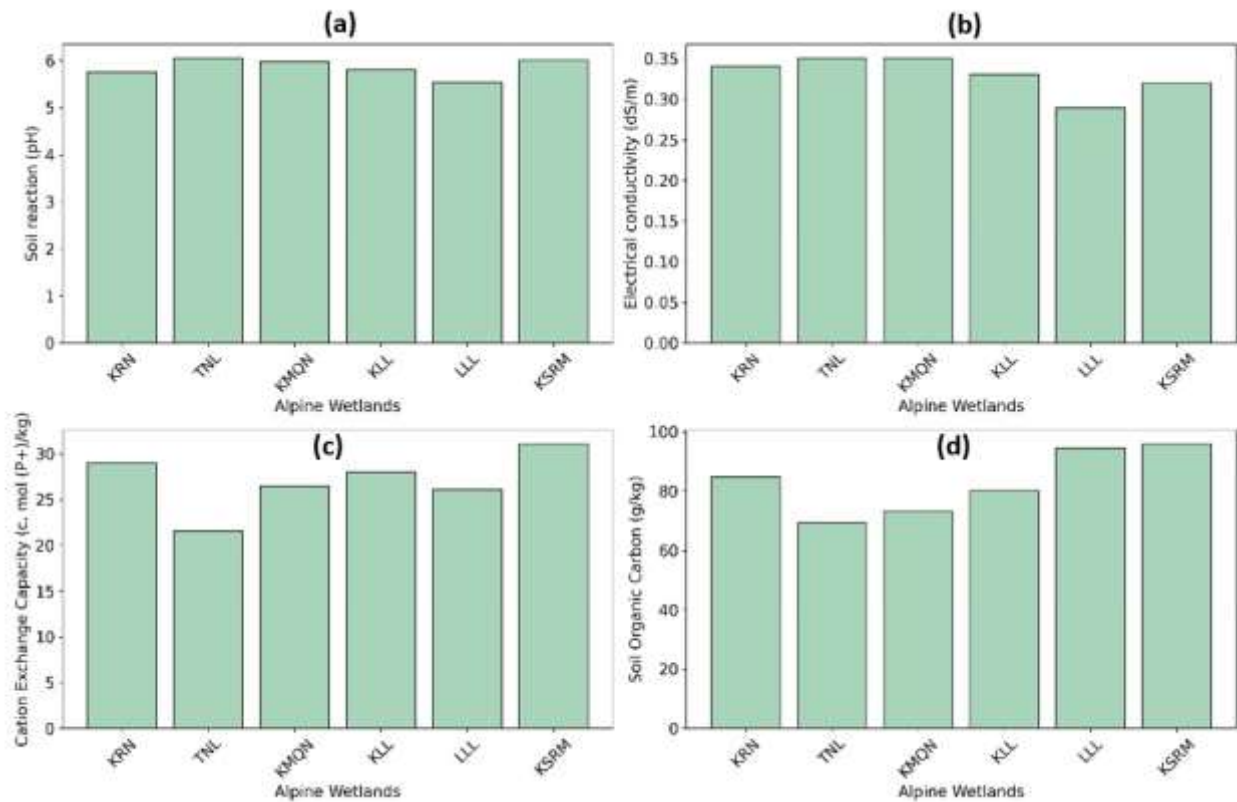 (a)
Soil reaction (pH)
6
5
4
3
2
1
0
KRN TNL KMQN KLL LLL KSRM
Alpine Wetlands
(b)
Electrical conductivity (dS/m)
0.35
0.30
0.25
0.20
0.15
0.10
0.05
0.00
KRN TNL KMQN KLL LLL KSRM
Alpine Wetlands
(c)
Cation Exchange Capacity (c. mol (P+)/kg)
30
25
20
15
10
5
0
KRN TNL KMQN KLL LLL KSRM
Alpine Wetlands
(d)
Soil Organic Carbon (g/kg)
100
80
60
40
20
0
KRN TNL KMQN KLL LLL KSRM
Alpine Wetlands